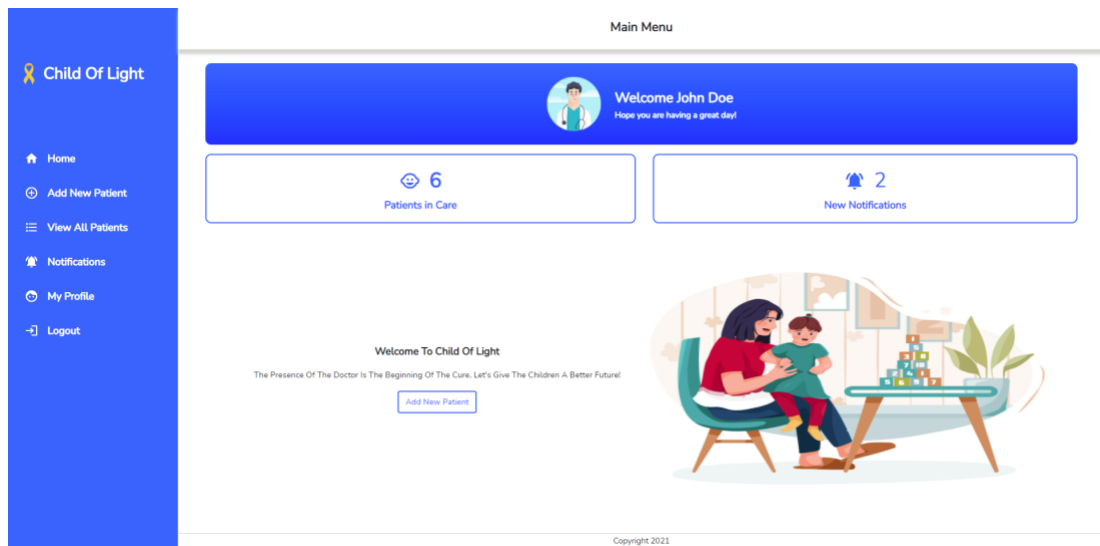 Main Menu
Child Of Light
Home
Add New Patient
View All Patients
Notifications
My Profile
Logout
Welcome John Doe
Hope you are having a great day!
6
Patients in Care
2
New Notifications
Welcome To Child Of Light
The Presence Of The Doctor Is The Beginning Of The Cure. Let's Give The Children A Better Future!
Add New Patient
Copyright 2021